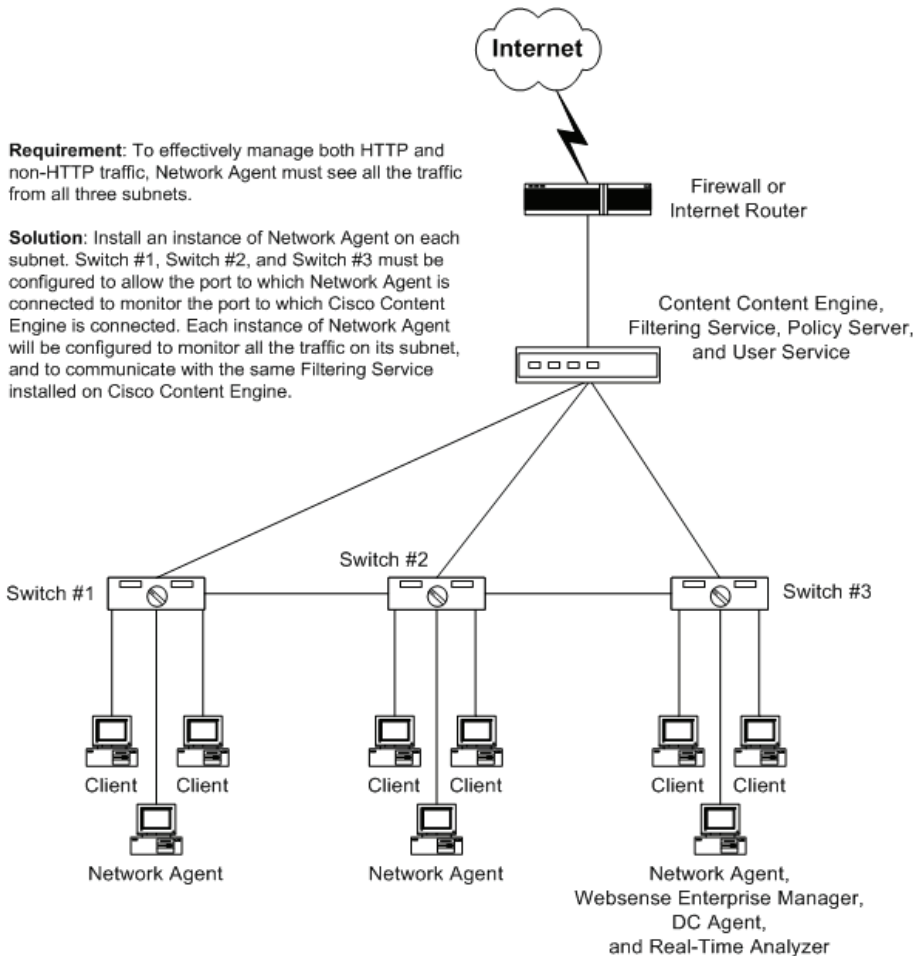 Internet
Requirement: To effectively manage both HTTP and
non-HTTP traffic, Network Agent must see all the traffic
from all three subnets.
Solution: Install an instance of Network Agent on each
subnet. Switch #1, Switch #2, and Switch #3 must be
configured to allow the port to which Network Agent is
connected to monitor the port to which Cisco Content
Engine is connected. Each instance of Network Agent
will be configured to monitor all the traffic on its subnet,
and to communicate with the same Filtering Service
installed on Cisco Content Engine.
Firewall or
Internet Router
Content Content Engine,
Filtering Service, Policy Server,
and User Service
Switch #1
Switch #2
Switch #3
Client
Client
Client
Client
Client
Client
Network Agent
Network Agent
Network Agent,
Websense Enterprise Manager,
DC Agent,
and Real-Time Analyzer